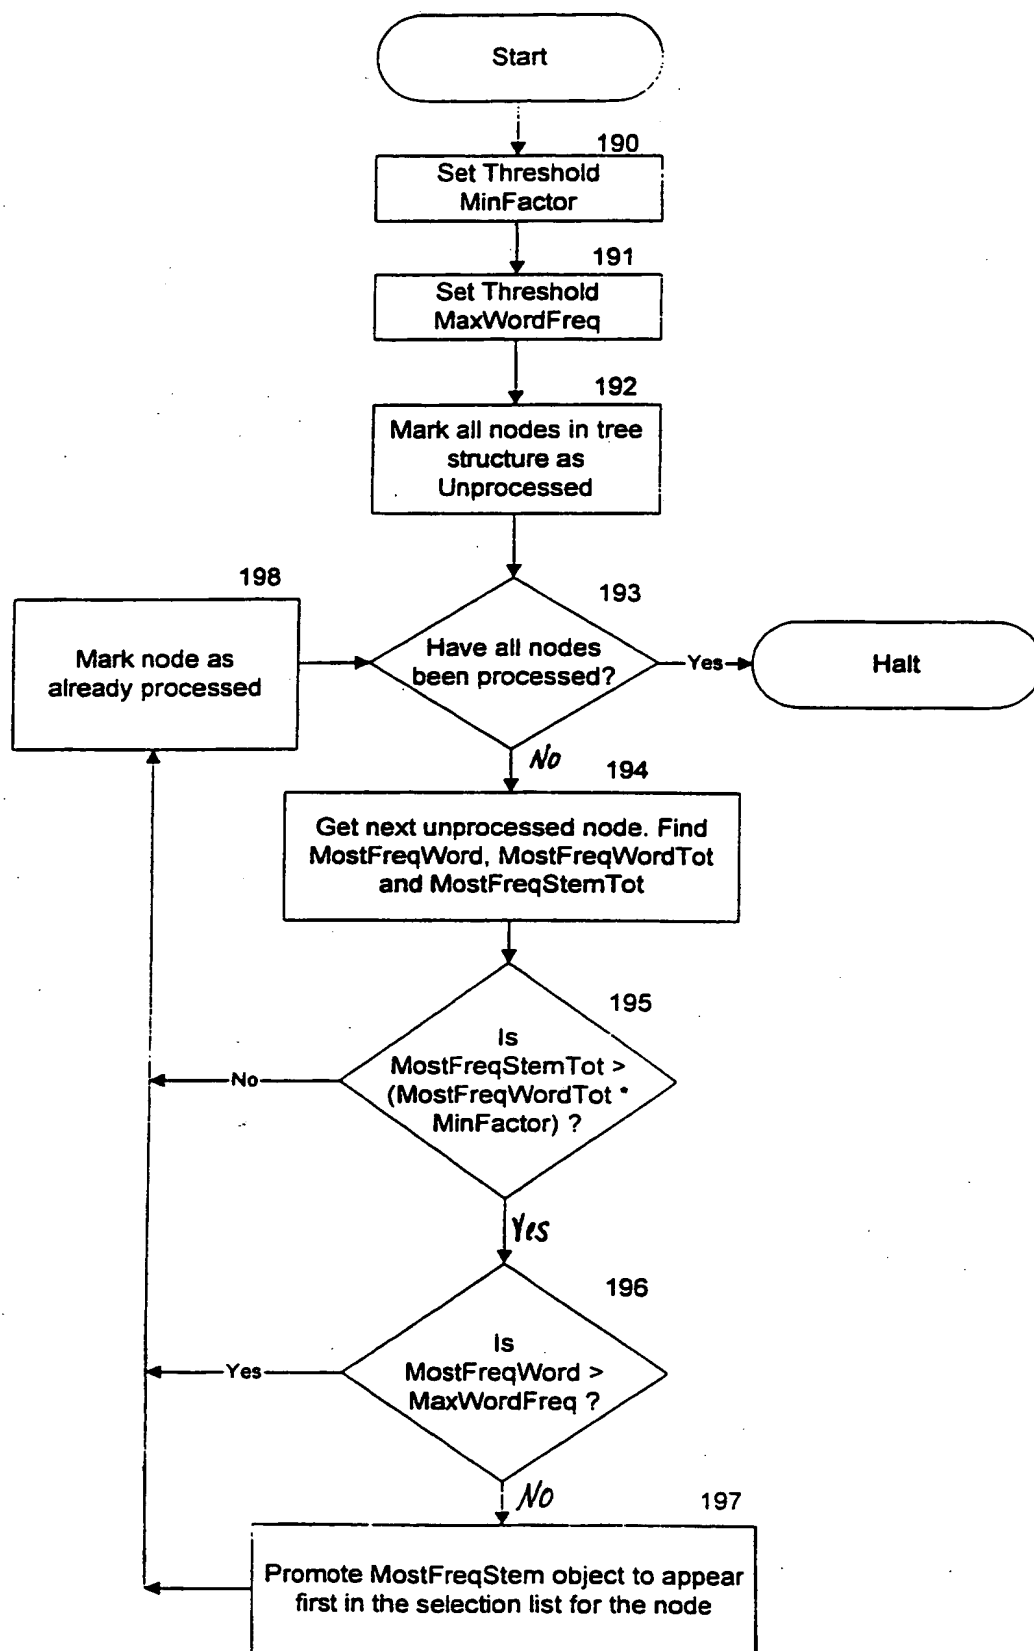 Start
190
Set Threshold
MinFactor
191
Set Threshold
MaxWordFreq
192
Mark all nodes in tree
structure as
Unprocessed
198
193
Mark node as
already processed
Have all nodes
been processed?
Yes
Halt
No
194
Get next unprocessed node. Find
MostFreqWord, MostFreqWordTot
and MostFreqStemTot
195
Is
MostFreqStemTot >
(MostFreqWordTot *
MinFactor) ?
No
Yes
196
Is
MostFreqWord >
MaxWordFreq ?
Yes
No
197
Promote MostFreqStem object to appear
first in the selection list for the node